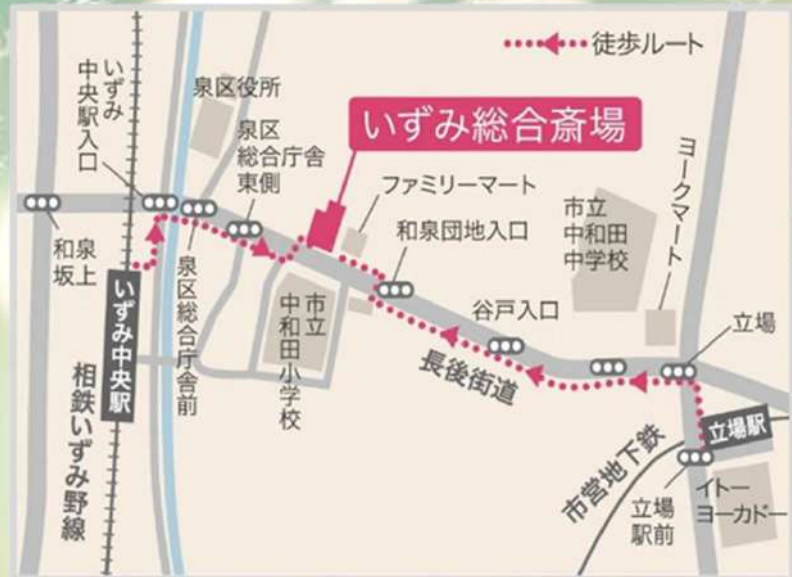 徒歩ルート
いずみ
中央駅入口
泉区役所
泉区
総合庁舎
東側
いずみ総合斎場
ファミリーマート
和泉団地入口
市立
中和田
中学校
ヨークマート
和泉
坂上
いずみ中央駅
相鉄いずみ野線
泉区総合庁舎前
市立
中和田小学校
谷戸入口
長後街道
立場
立場駅
市営地下鉄
立場
駅前
イトー
ヨーカドー